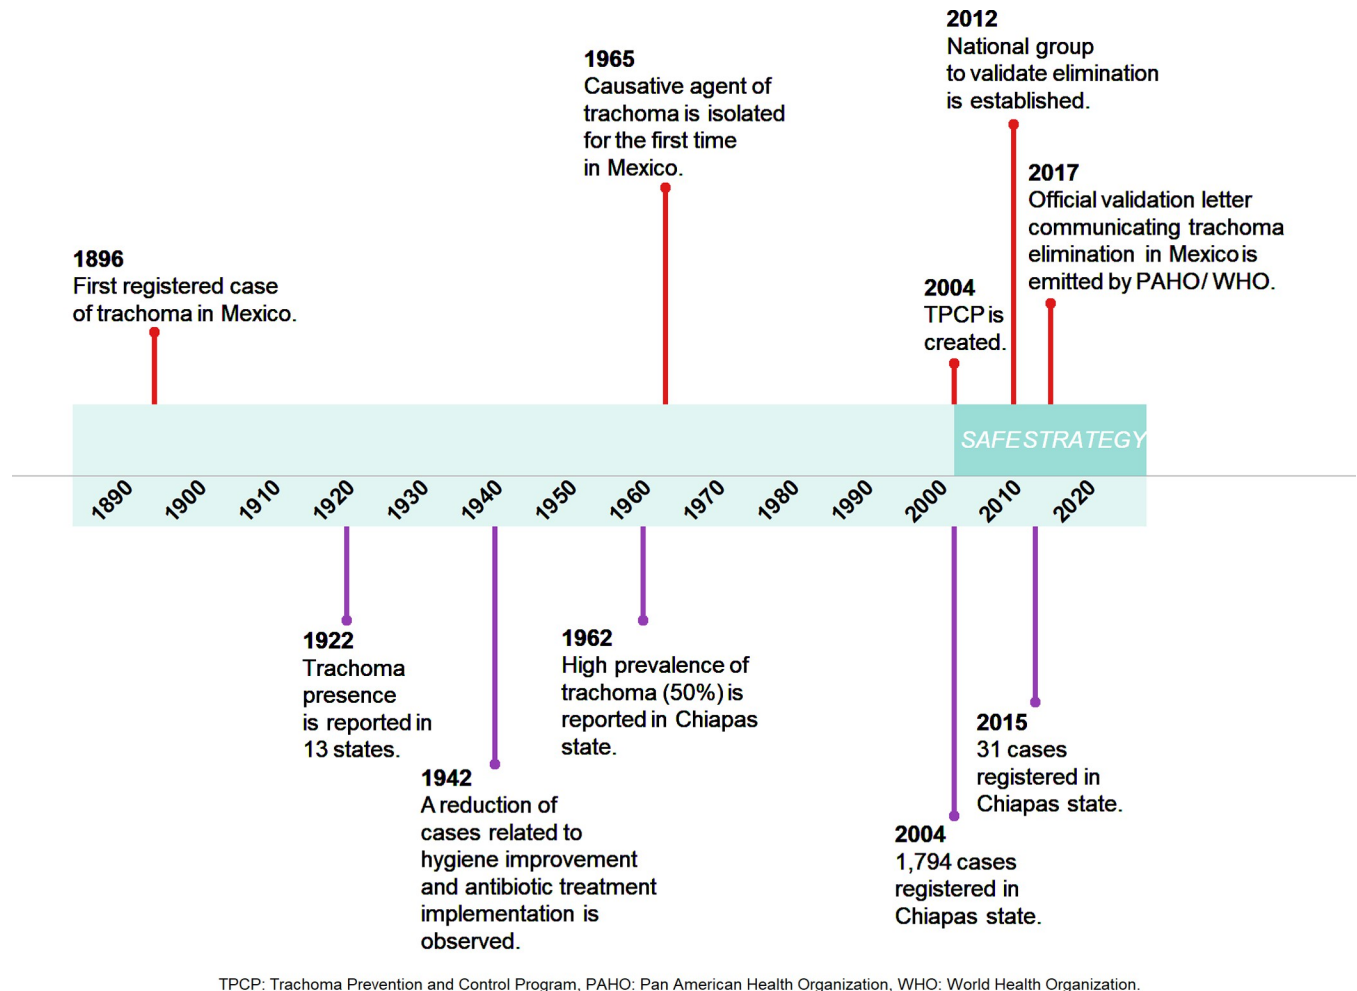 2012
National group
to validate elimination
is established.
1965
Causative agent of
trachoma is isolated
for the first time
in Mexico.
2017
Official validation letter
communicating trachoma
elimination in Mexico is
emitted by PAHO/ WHO.
1896
First registered case
of trachoma in Mexico.
2004
TPCP is
created.
SAFE STRATEGY
1890 1900 1910 1920 1930 1940 1950 1960 1970 1980 1990 2000 2010 2020
1922
Trachoma
presence
is reported in
13 states.
1942
A reduction of
cases related to
hygiene improvement
and antibiotic treatment
implementation is
observed.
1962
High prevalence of
trachoma (50%) is
reported in Chiapas
state.
2004
1,794 cases
registered in
Chiapas state.
2015
31 cases
registered in
Chiapas state.
TPCP: Trachoma Prevention and Control Program, PAHO: Pan American Health Organization, WHO: World Health Organization.